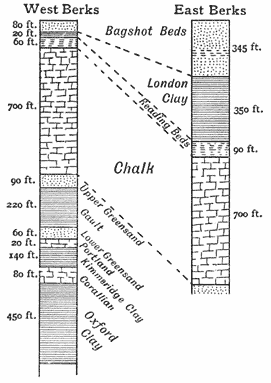 West Berks
East Berks
80 ft.
20 ft.
60 ft.
700 ft.
90 ft.
220 ft.
60 ft.
20 ft.
140 ft.
80 ft.
450 ft.
Bagshot Beds
London
Clay
Reading Beds
Chalk
Upper Greensand
Gault
Lower Greensand
Portland
Kimmeridge Clay
Corallian
Oxford
Clay
345 ft.
350 ft.
90 ft.
700 ft.